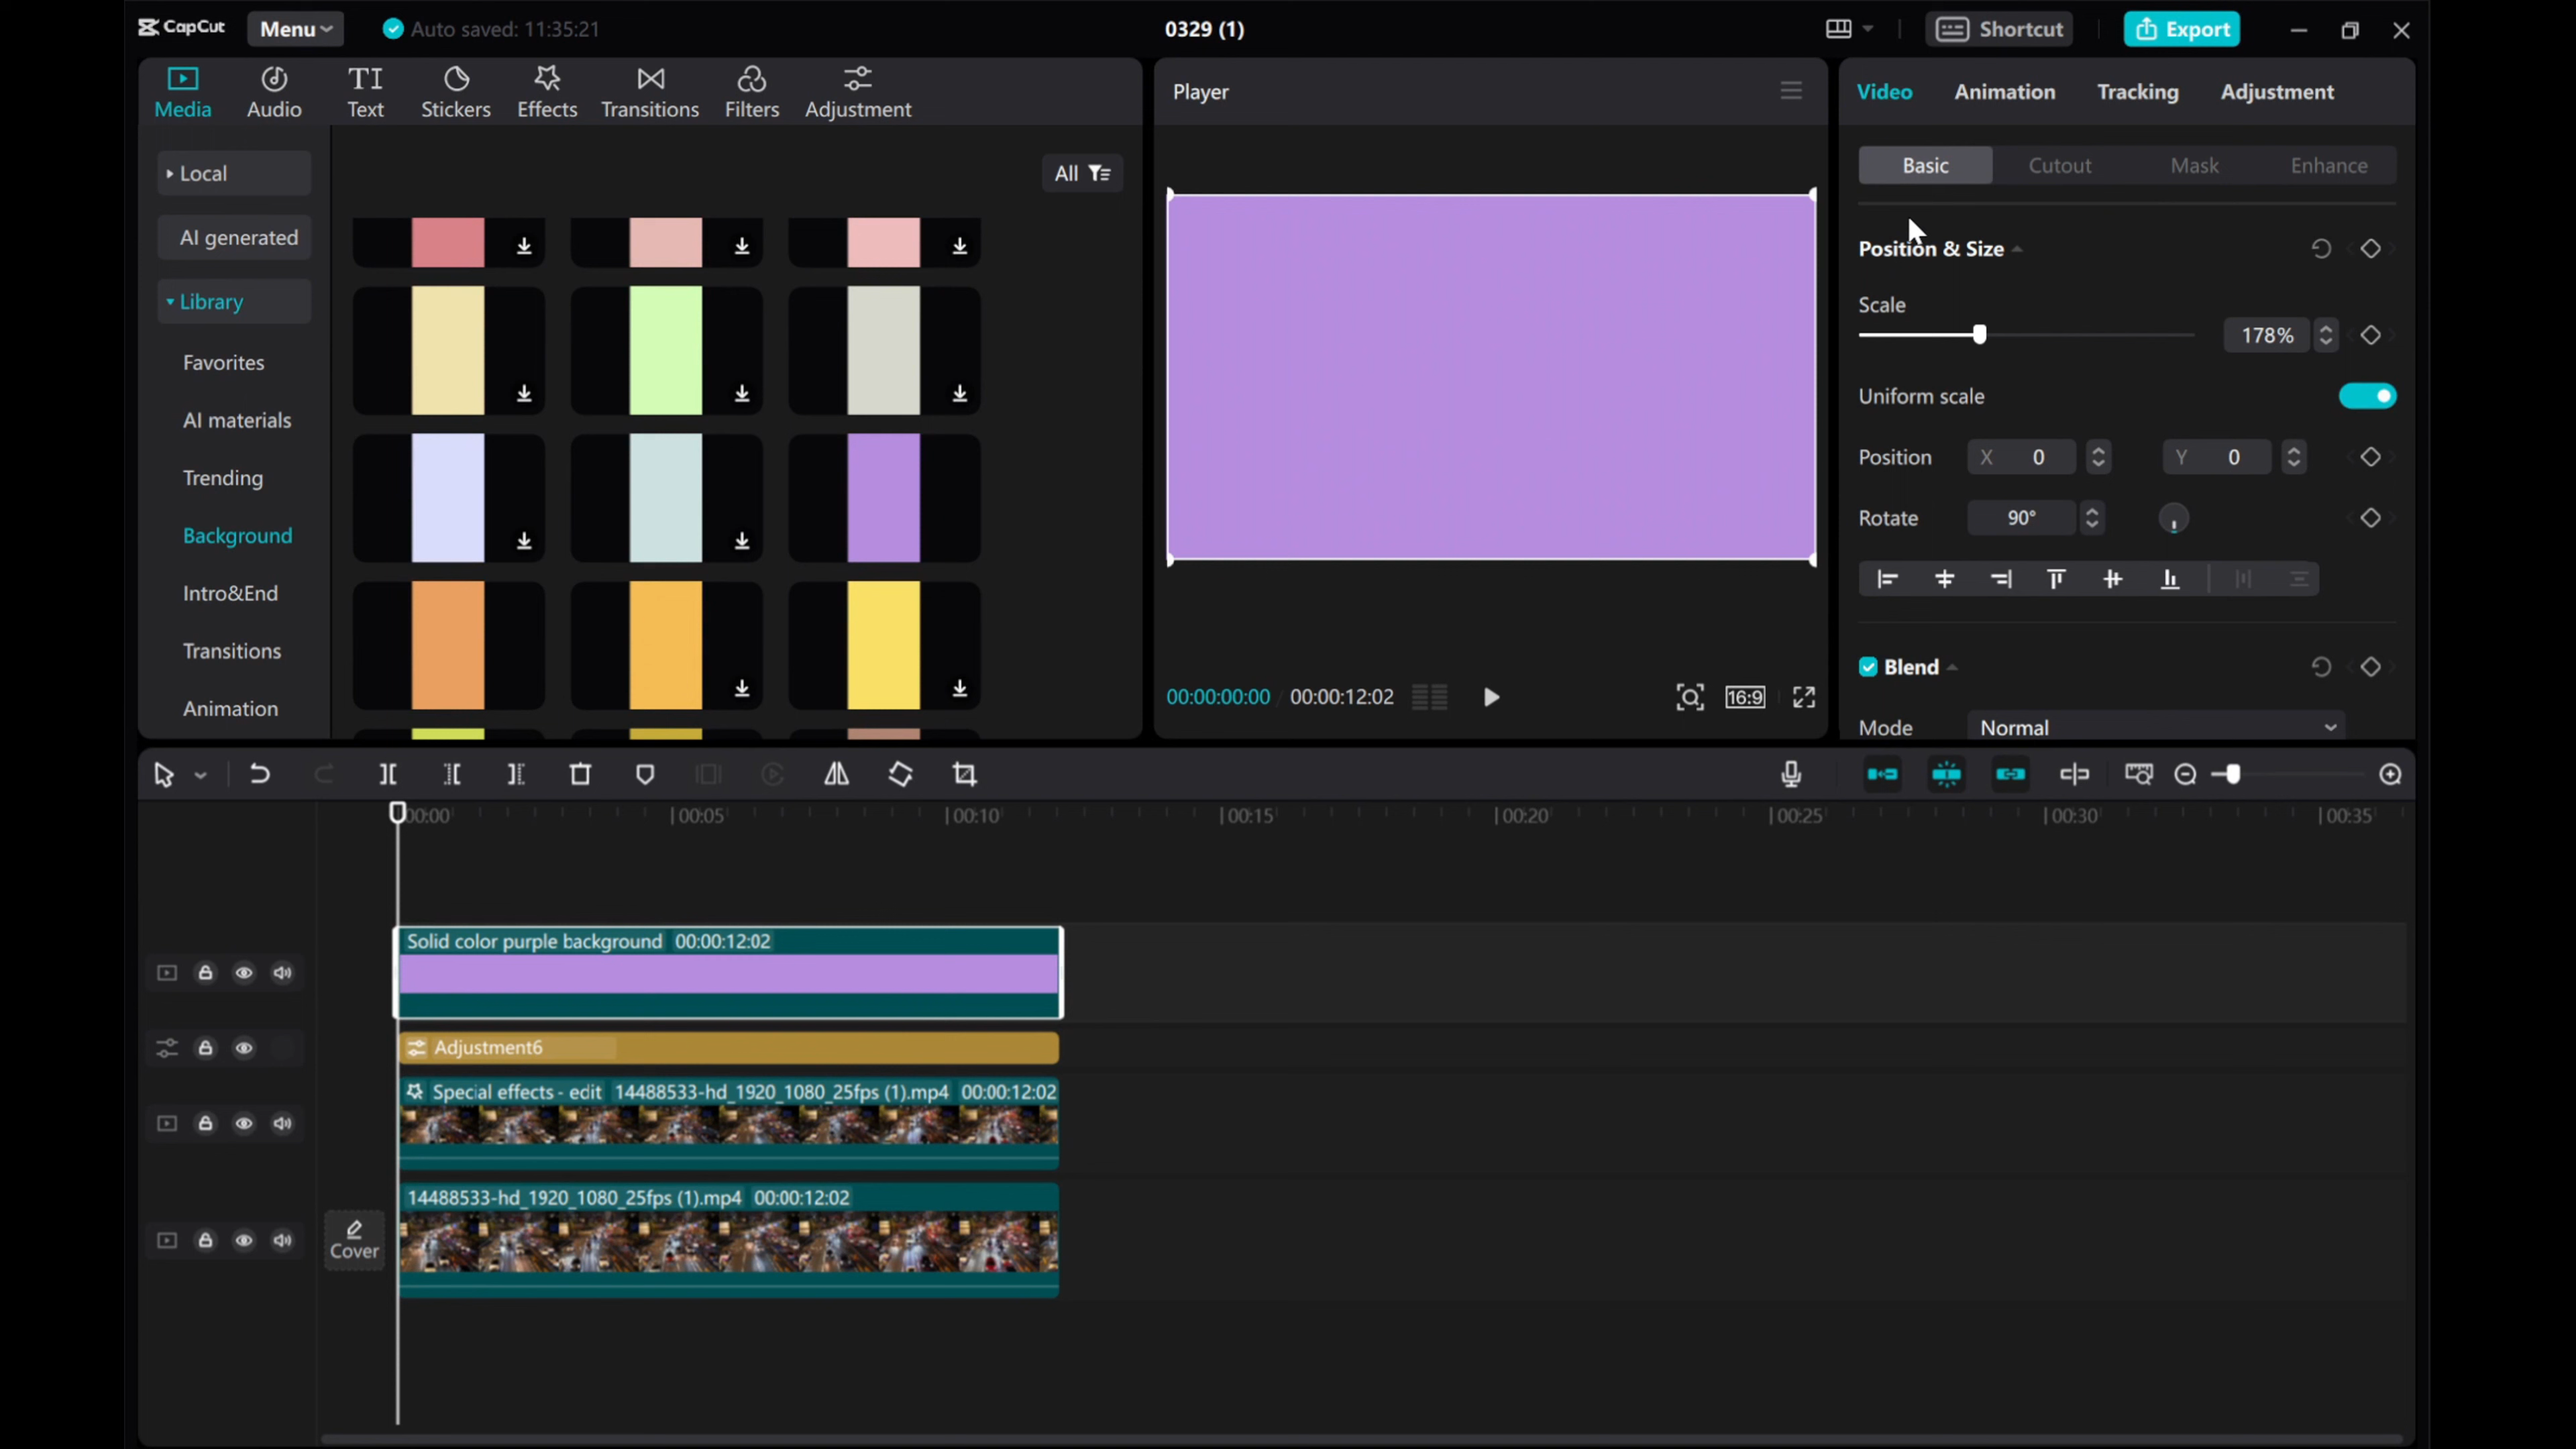 CapCut
Menu
Auto saved: 11:35:21
0329 (1)
Shortcut
Export
Media
Audio
TI
Text
Stickers
Effects
Transitions
Filters
Adjustment
Local
AI generated
Library
Favorites
AI materials
Trending
Background
Intro&End
Transitions
Animation
All
Player
00:00:00:00 / 00:00:12:02
16:9
Video
Animation
Tracking
Adjustment
Basic
Cutout
Mask
Enhance
Position & Size
Scale
178%
Uniform scale
Position X 0 Y 0
Rotate 90°
Blend
Mode Normal
00:00
00:05
00:10
00:15
00:20
00:25
00:30
00:35
Solid color purple background 00:00:12:02
Adjustment6
Special effects - edit 14488533-hd_1920_1080_25fps (1).mp4 00:00:12:02
14488533-hd_1920_1080_25fps (1).mp4 00:00:12:02
Cover